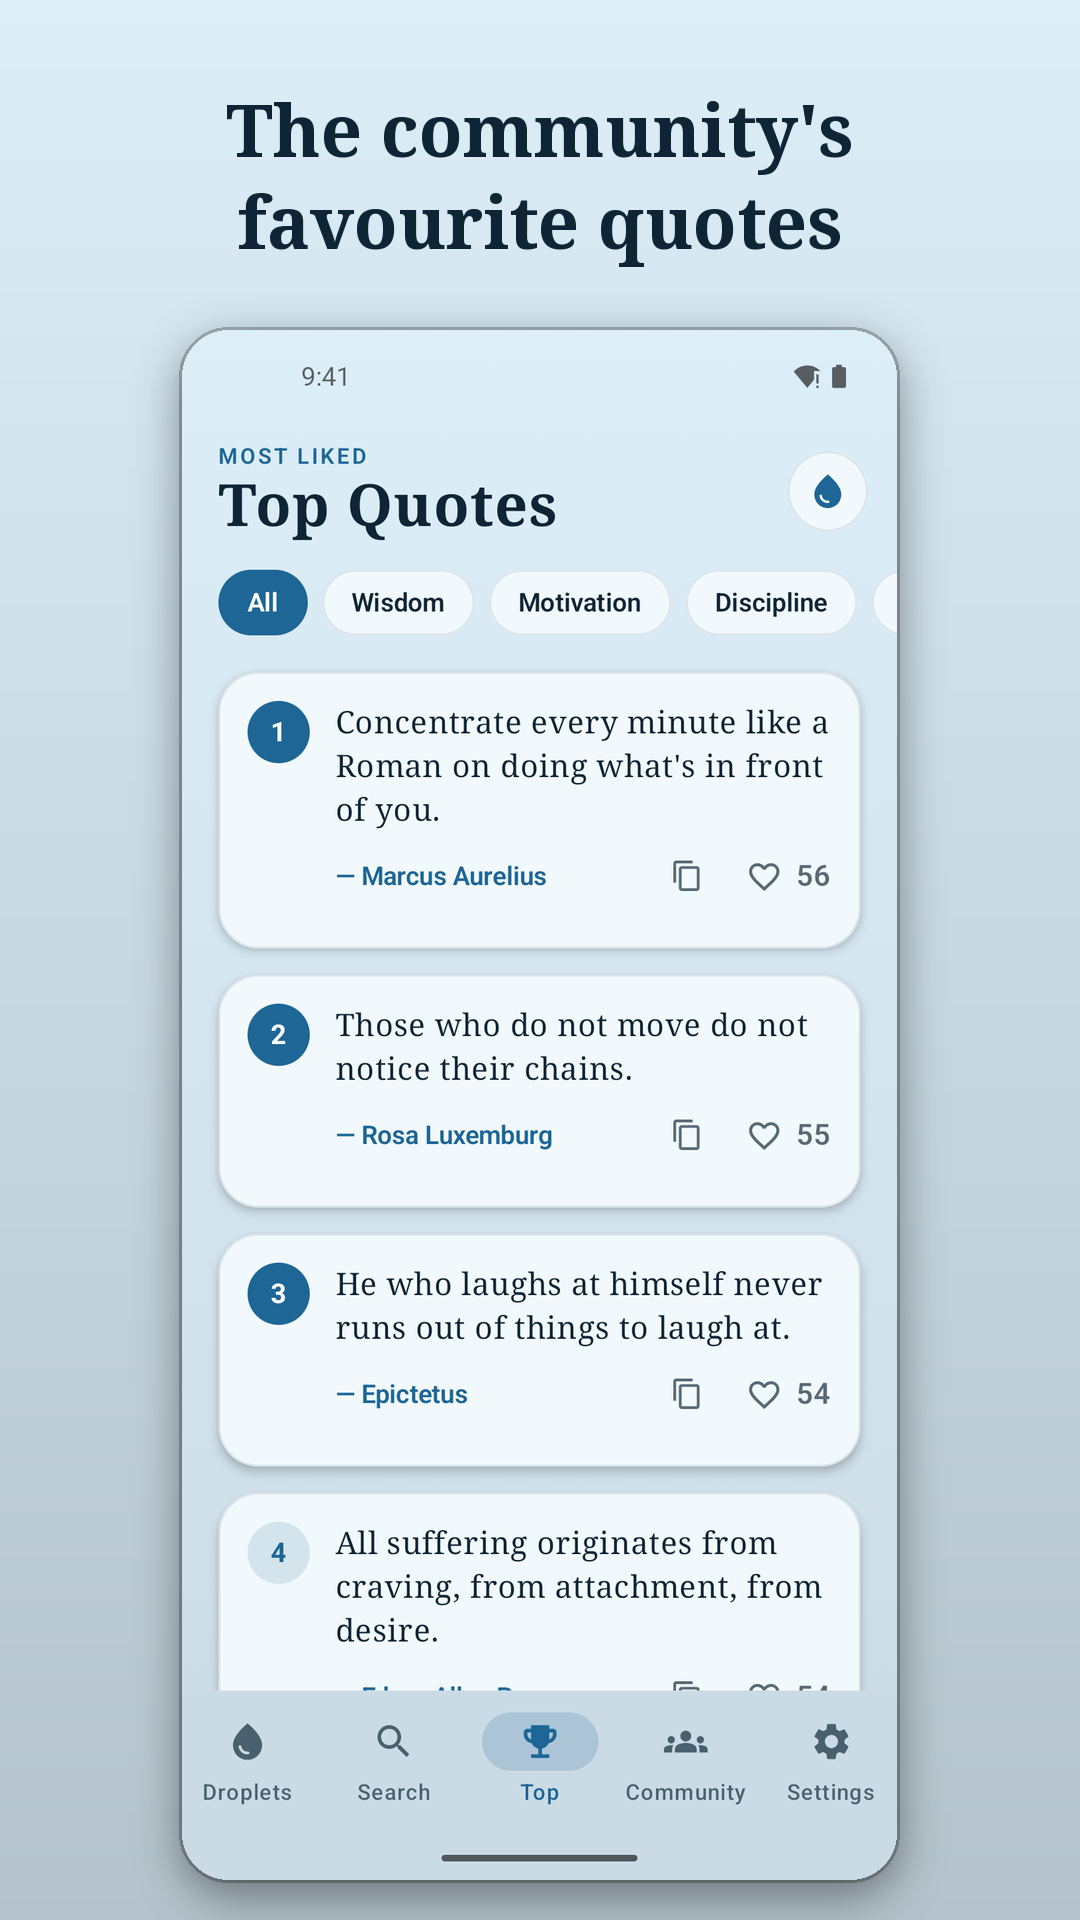 The community's
favourite quotes
9:41
MOST LIKED
Top Quotes
All
Wisdom
Motivation
Discipline
1
Concentrate every minute like a
Roman on doing what's in front
of you.
— Marcus Aurelius
56
2
Those who do not move do not
notice their chains.
— Rosa Luxemburg
55
3
He who laughs at himself never
runs out of things to laugh at.
— Epictetus
54
4
All suffering originates from
craving, from attachment, from
desire.
Droplets
Search
Top
Community
Settings